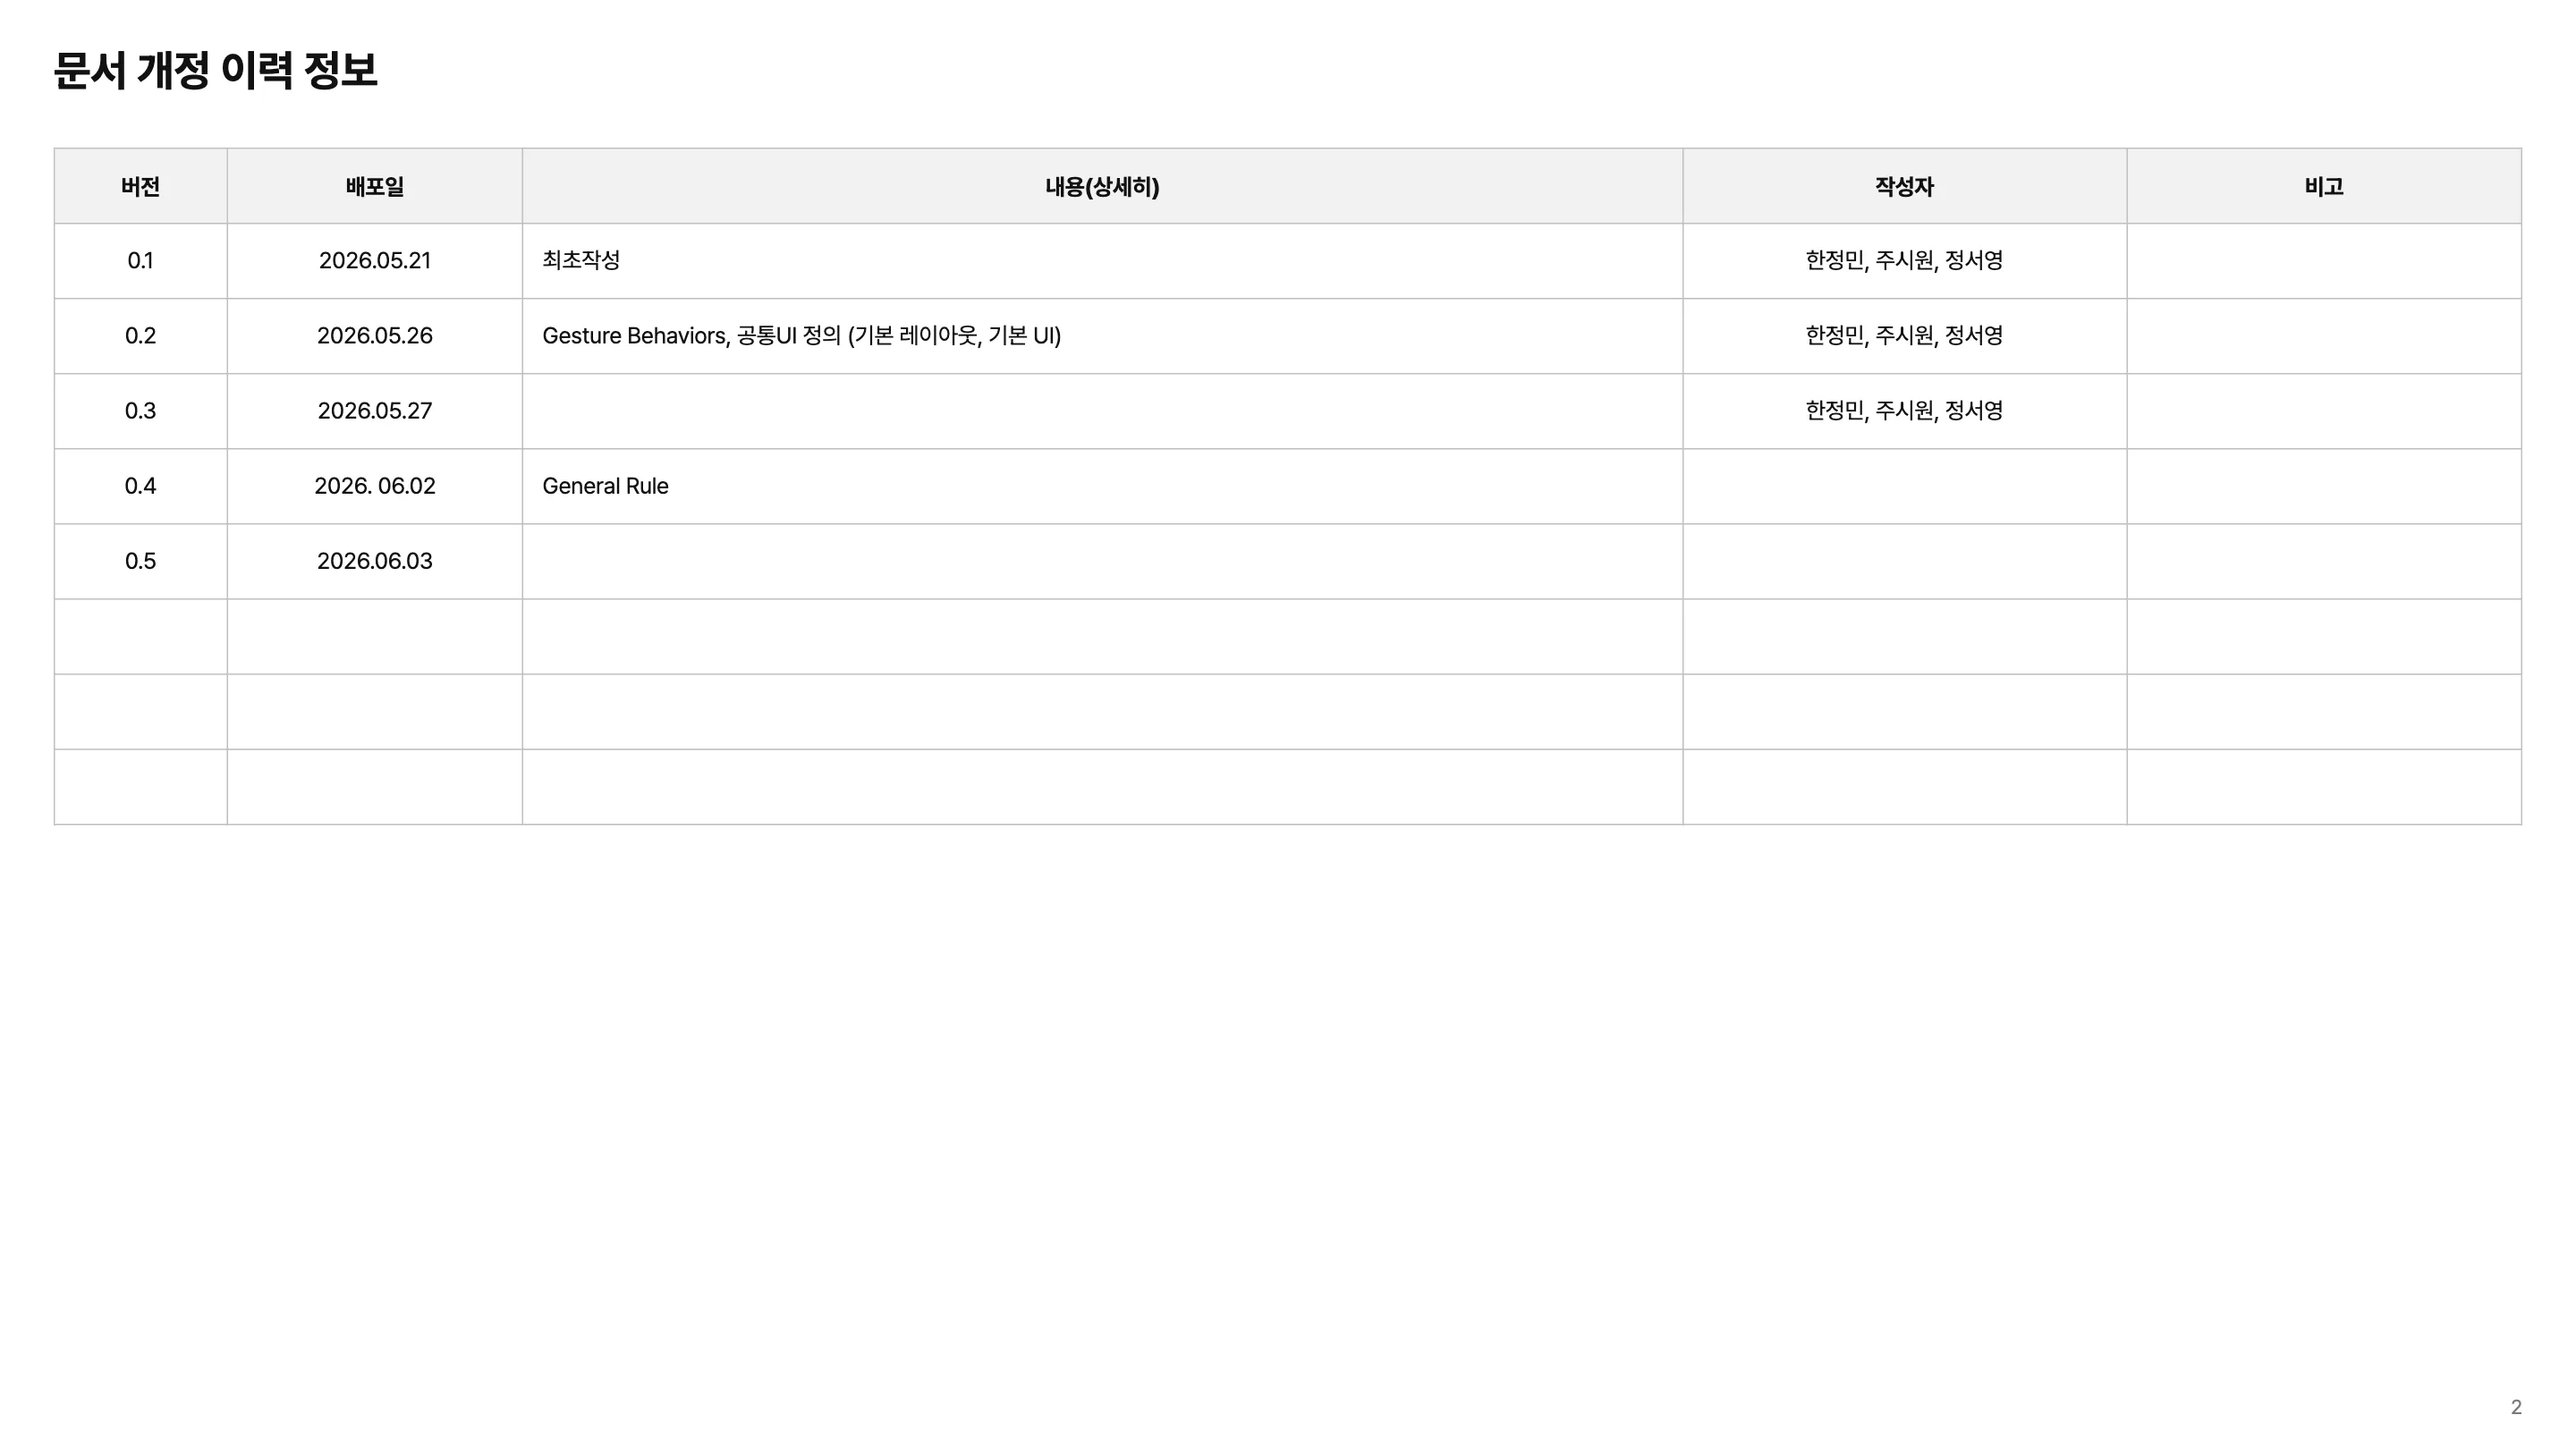 문서 개정 이력 정보
버전 배포일 내용(상세히) 작성자 비고
0.1 2026.05.21 최초작성 한정민, 주시원, 정서영
0.2 2026.05.26 Gesture Behaviors, 공통UI 정의 (기본 레이아웃, 기본 UI) 한정민, 주시원, 정서영
0.3 2026.05.27 한정민, 주시원, 정서영
0.4 2026. 06.02 General Rule
0.5 2026.06.03
2